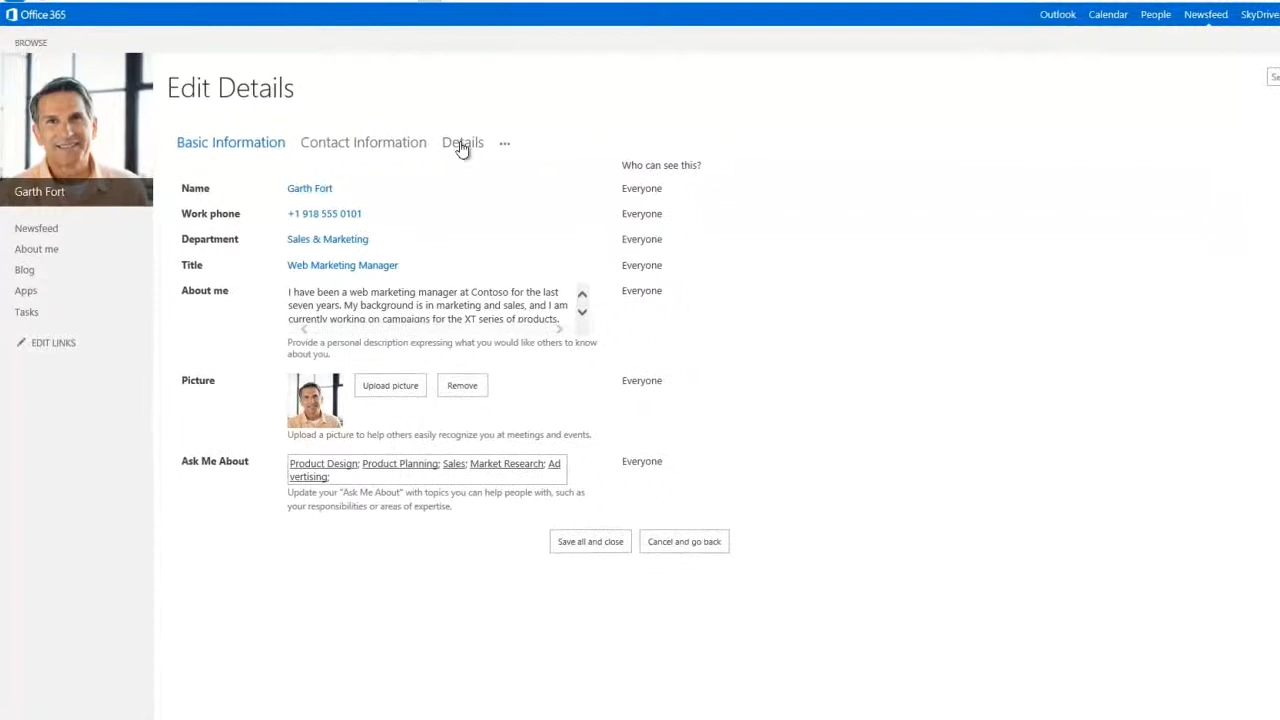 Office 365
Outlook Calendar People Newsfeed SkyDrive
BROWSE
Edit Details
Basic Information Contact Information Details ...
Who can see this?
Garth Fort
Name Garth Fort Everyone
Work phone +1 918 555 0101 Everyone
Department Sales & Marketing Everyone
Title Web Marketing Manager Everyone
About me I have been a web marketing manager at Contoso for the last Everyone
seven years. My background is in marketing and sales, and I am
currently working on campaigns for the XT series of products.
Provide a personal description expressing what you would like others to know
about you.
Newsfeed
About me
Blog
Apps
Tasks
EDIT LINKS
Picture Upload picture Remove Everyone
Upload a picture to help others easily recognize you at meetings and events.
Ask Me About Product Design; Product Planning; Sales; Market Research; Ad Everyone
vertising;
Update your "Ask Me About" with topics you can help people with, such as
your responsibilities or areas of expertise.
Save all and close Cancel and go back